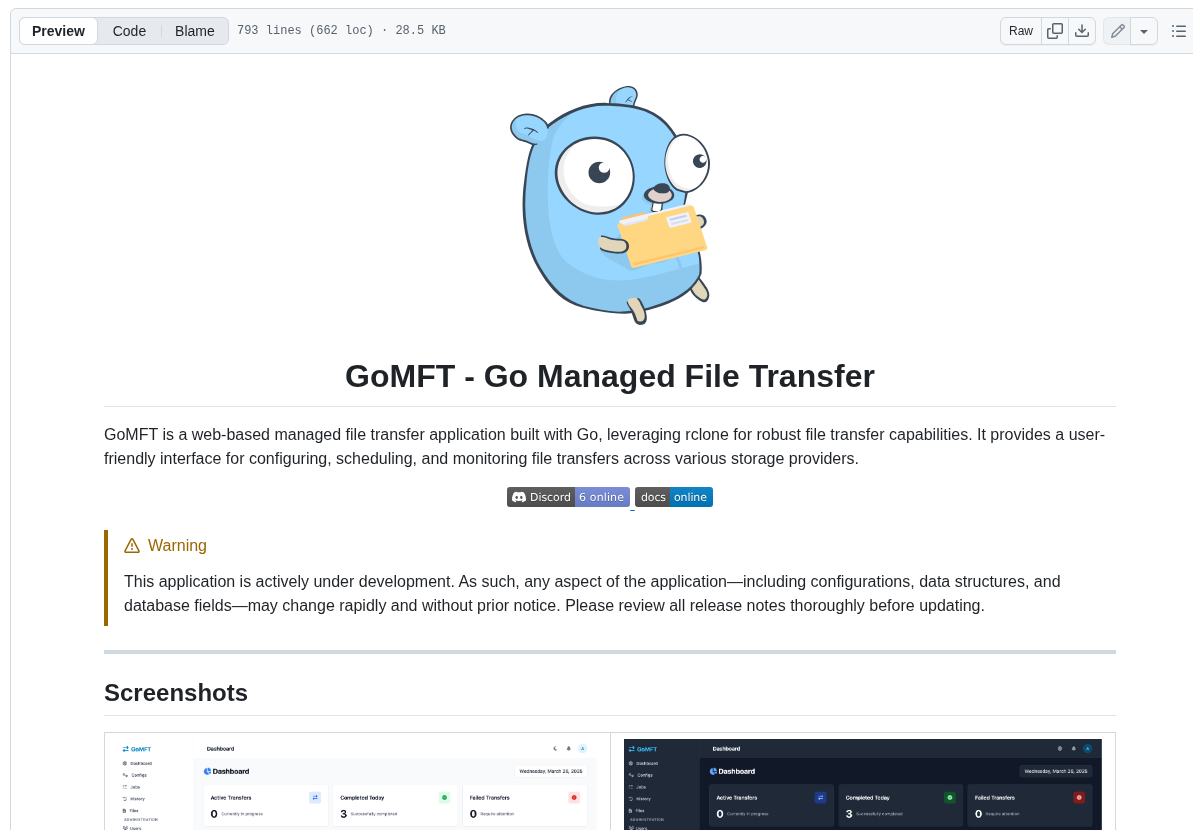 Preview Code Blame 793 lines (662 loc) · 28.5 KB Raw
GoMFT - Go Managed File Transfer
GoMFT is a web-based managed file transfer application built with Go, leveraging rclone for robust file transfer capabilities. It provides a user-
friendly interface for configuring, scheduling, and monitoring file transfers across various storage providers.
Discord 6 online docs online
Warning
This application is actively under development. As such, any aspect of the application—including configurations, data structures, and
database fields—may change rapidly and without prior notice. Please review all release notes thoroughly before updating.
Screenshots
GoMFT Dashboard A
Dashboard
Dashboard Wednesday, March 26, 2025
Configs
Jobs
Active Transfers Completed Today Failed Transfers
History
Files
0 Currently in progress 3 Successfully completed 0 Require attention
ADMINISTRATION
Users
GoMFT Dashboard A
Dashboard
Dashboard Wednesday, March 26, 2025
Configs
Jobs
Active Transfers Completed Today Failed Transfers
History
Files
0 Currently in progress 3 Successfully completed 0 Require attention
ADMINISTRATION
Users